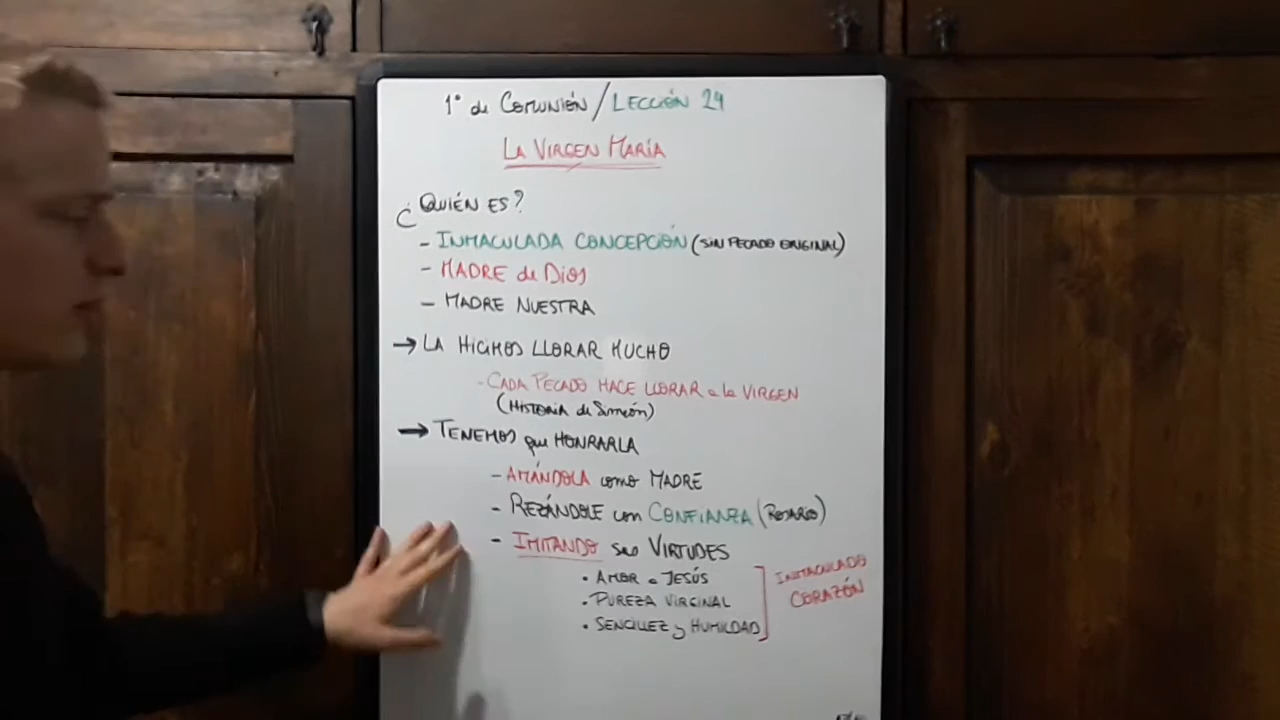 1° de COMUNIÓN / LECCIÓN 24
LA VIRGEN MARÍA
¿QUIÉN ES?
- INMACULADA CONCEPCIÓN (SIN PECADO ORIGINAL)
- MADRE de DIOS
- MADRE NUESTRA
→ LA HICIMOS LLORAR MUCHO
- CADA PECADO HACE LLORAR a la VIRGEN
(HISTORIA de Simeón)
→ TENEMOS que HONRARLA
- AMÁNDOLA como MADRE
- REZÁNDOLE con CONFIANZA (ROSARIO)
- IMITANDO sus VIRTUDES
• AMOR a JESÚS
• PUREZA VIRGINAL
• SENCILLEZ y HUMILDAD
INMACULADO
CORAZÓN